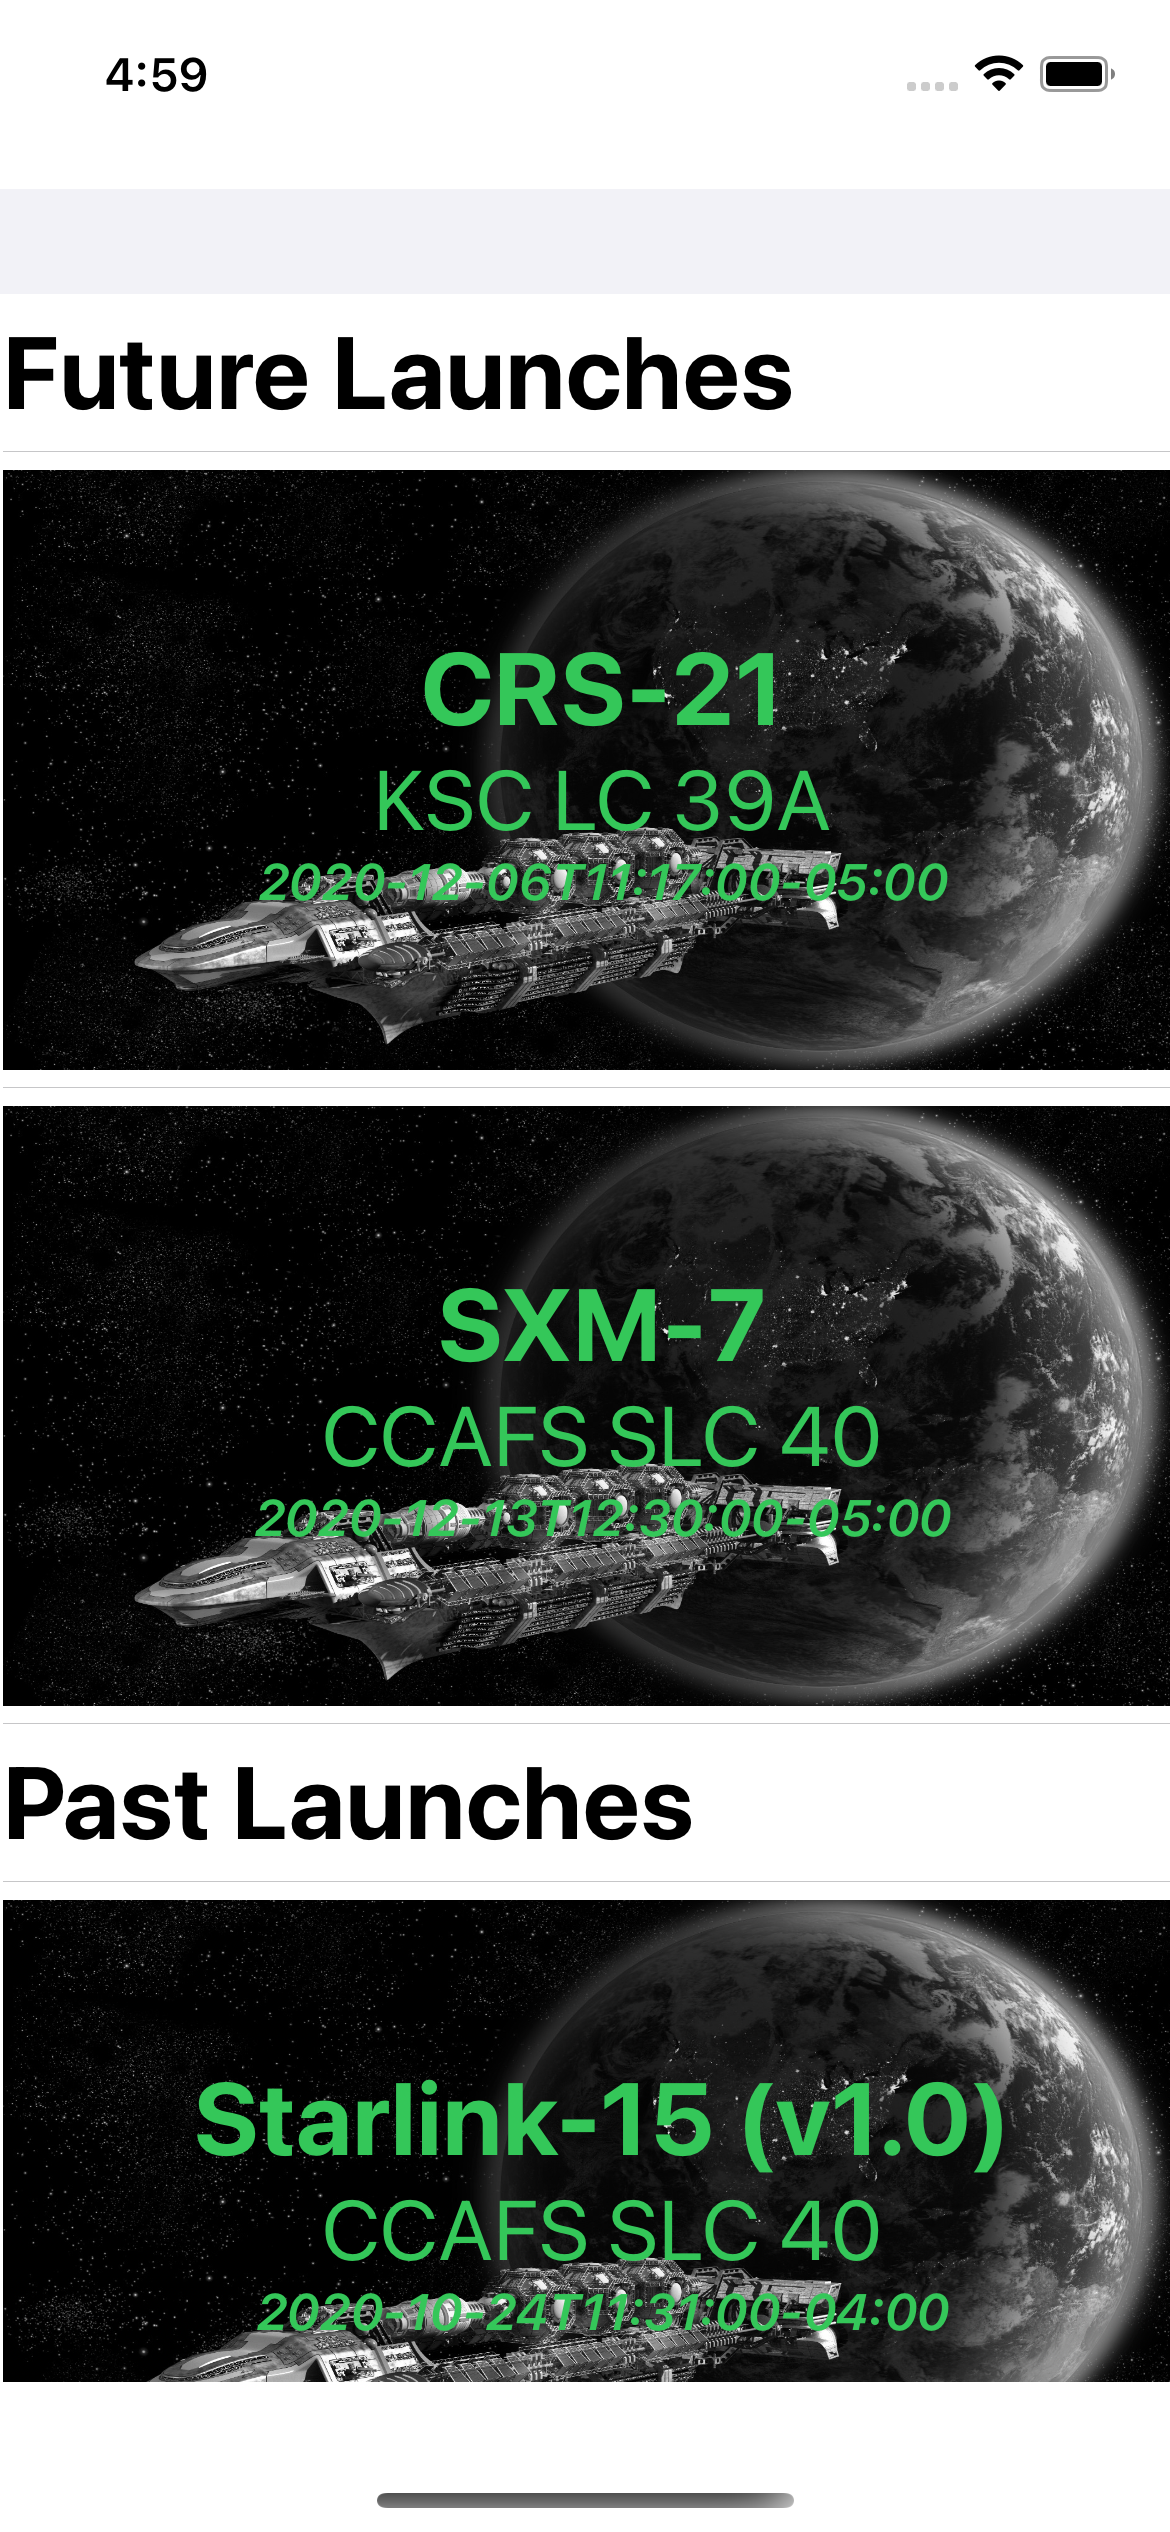 4:59
Future Launches
CRS-21
KSC LC 39A
2020-12-06T11:17:00-05:00
SXM-7
CCAFS SLC 40
2020-12-13T12:30:00-05:00
Past Launches
Starlink-15 (v1.0)
CCAFS SLC 40
2020-10-24T11:31:00-04:00